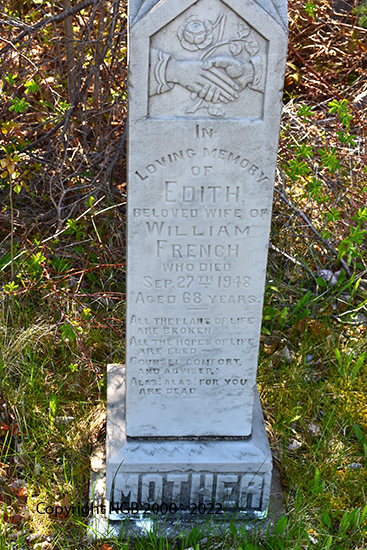 IN
LOVING MEMORY
OF
EDITH,
BELOVED WIFE OF
WILLIAM
FRENCH
WHO DIED
SEP. 27TH 1948
AGED 68 YEARS.
ALL THE PLANS OF LIFE
ARE BROKEN,
ALL THE HOPES OF LIFE
ARE FLED
COUNSEL, COMFORT,
AND ADVISER;
ALAS, ALAS, FOR YOU
ARE DEAD
MOTHER
Copyright NGB 2000 - 2022